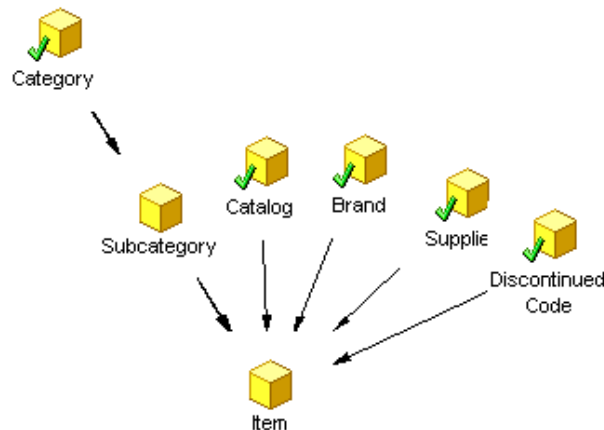 Category
Subcategory
Catalog
Brand
Supplie
Discontinued
Code
Item